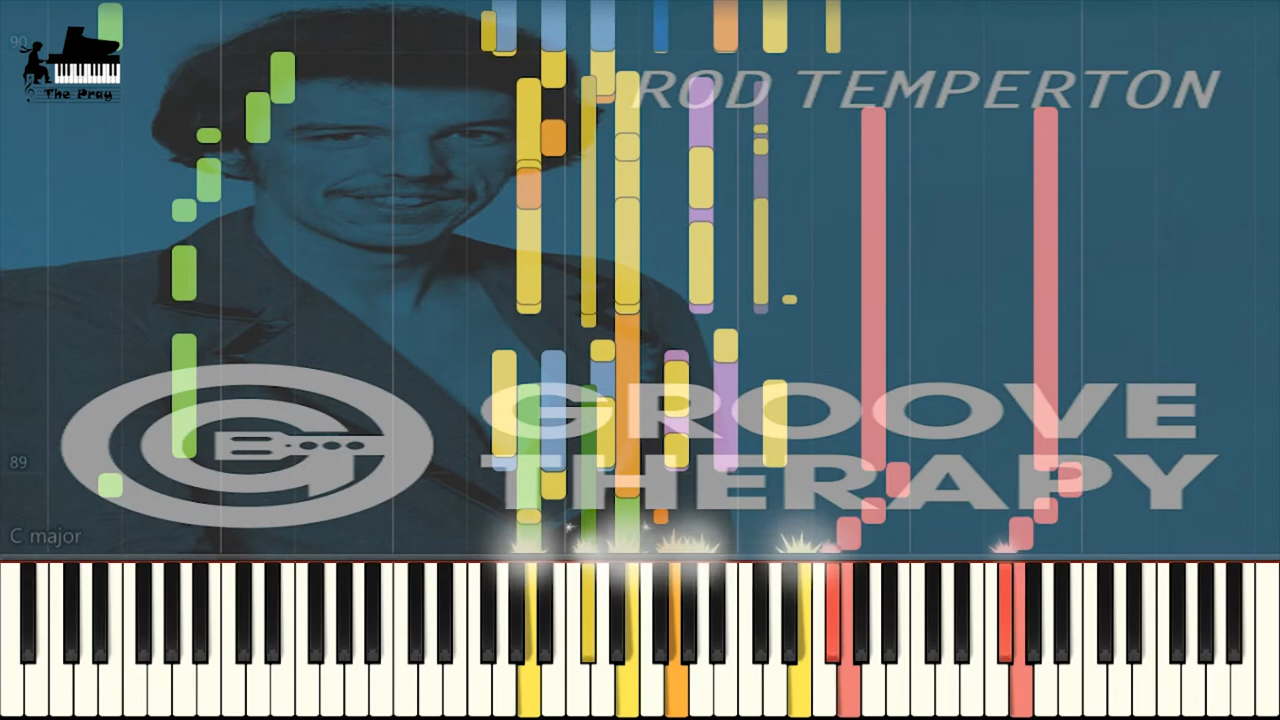 90
The Pray
ROD TEMPERTON
GROOVE
THERAPY
89
C major